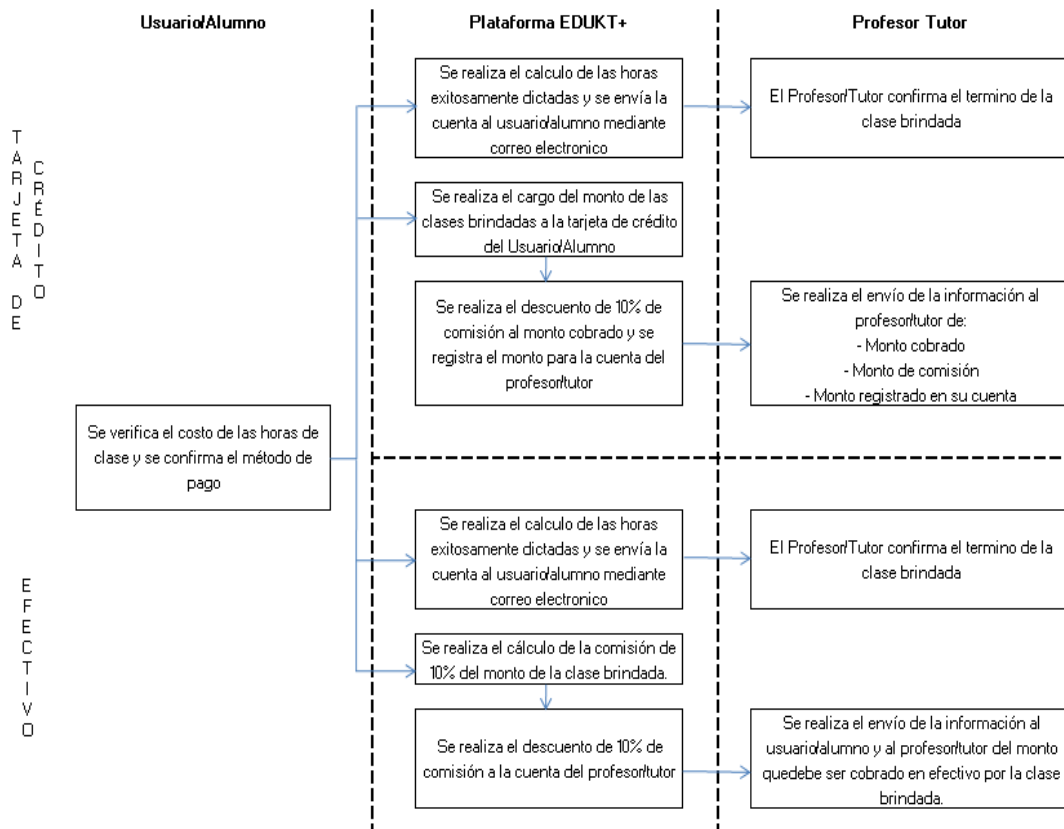 Usuario/Alumno
Plataforma EDUKT+
Profesor Tutor
TARJETA DE
CRÉDITO
Se realiza el calculo de las horas
exitosamente dictadas y se envía la
cuenta al usuario/alumno mediante
correo electronico
El Profesor/Tutor confirma el termino de la
clase brindada
Se realiza el cargo del monto de las
clases brindadas a la tarjeta de crédito
del Usuario/Alumno
Se realiza el descuento de 10% de
comisión al monto cobrado y se
registra el monto para la cuenta del
profesor/tutor
Se realiza el envío de la información al
profesor/tutor de:
- Monto cobrado
- Monto de comisión
- Monto registrado en su cuenta
Se verifica el costo de las horas de
clase y se confirma el método de
pago
EFECTIVO
Se realiza el calculo de las horas
exitosamente dictadas y se envía la
cuenta al usuario/alumno mediante
correo electronico
El Profesor/Tutor confirma el termino de la
clase brindada
Se realiza el cálculo de la comisión de
10% del monto de la clase brindada.
Se realiza el descuento de 10% de
comisión a la cuenta del profesor/tutor
Se realiza el envío de la información al
usuario/alumno y al profesor/tutor del monto
quedebe ser cobrado en efectivo por la clase
brindada.